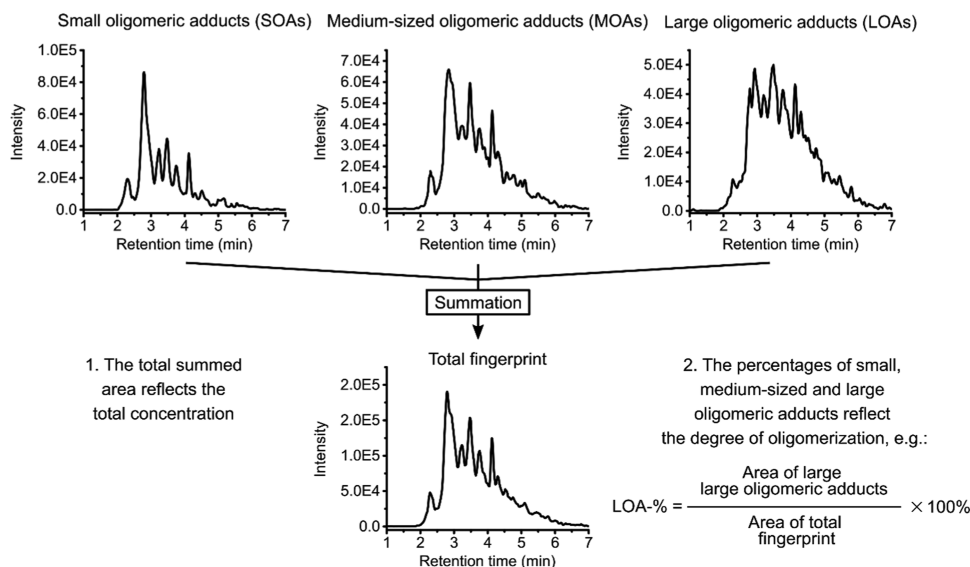 Small oligomeric adducts (SOAs)
Medium-sized oligomeric adducts (MOAs)
Large oligomeric adducts (LOAs)
1.0E5
8.0E4
6.0E4
4.0E4
2.0E4
0.0
Intensity
1 2 3 4 5 6 7
Retention time (min)
7.0E4
6.0E4
5.0E4
4.0E4
3.0E4
2.0E4
1.0E4
0.0
Intensity
1 2 3 4 5 6 7
Retention time (min)
5.0E4
4.0E4
3.0E4
2.0E4
1.0E4
0.0
Intensity
1 2 3 4 5 6 7
Retention time (min)
Summation
1. The total summed
area reflects the
total concentration
Total fingerprint
2.0E5
2.0E5
1.0E5
5.0E4
0.0
Intensity
1 2 3 4 5 6 7
Retention time (min)
2. The percentages of small,
medium-sized and large
oligomeric adducts reflect
the degree of oligomerization, e.g.:
LOA-% =
Area of large
large oligomeric adducts
Area of total
fingerprint
× 100%